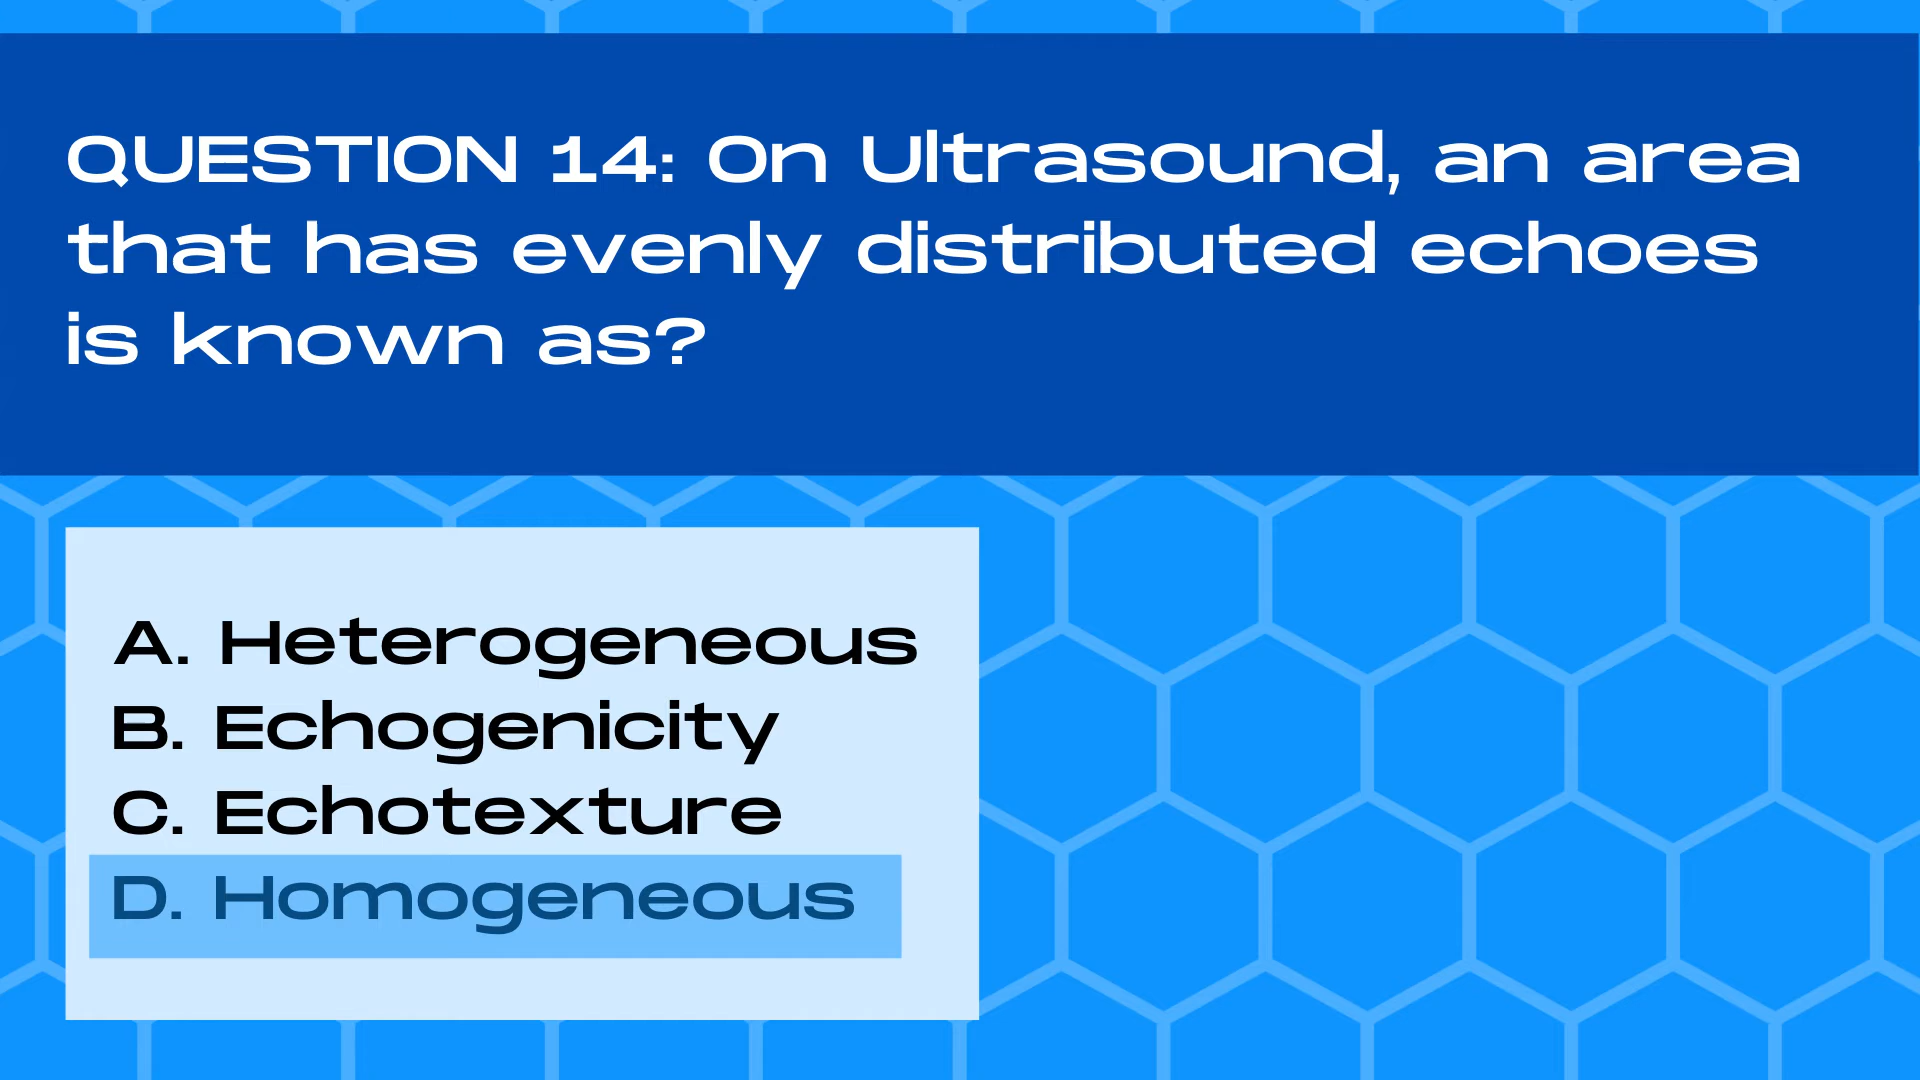 QUESTION 14: On Ultrasound, an area
that has evenly distributed echoes
is known as?
A. Heterogeneous
B. Echogenicity
C. Echotexture
D. Homogeneous